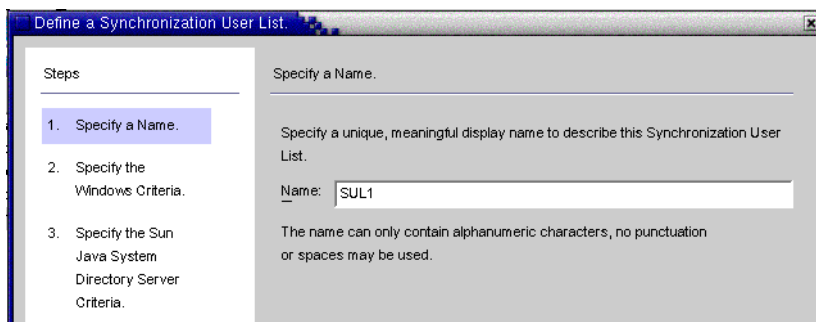 Define a Synchronization User List.
Steps
1. Specify a Name.
2. Specify the
Windows Criteria.
3. Specify the Sun
Java System
Directory Server
Criteria.
Specify a Name.
Specify a unique, meaningful display name to describe this Synchronization User
List.
Name: SUL1
The name can only contain alphanumeric characters, no punctuation
or spaces may be used.